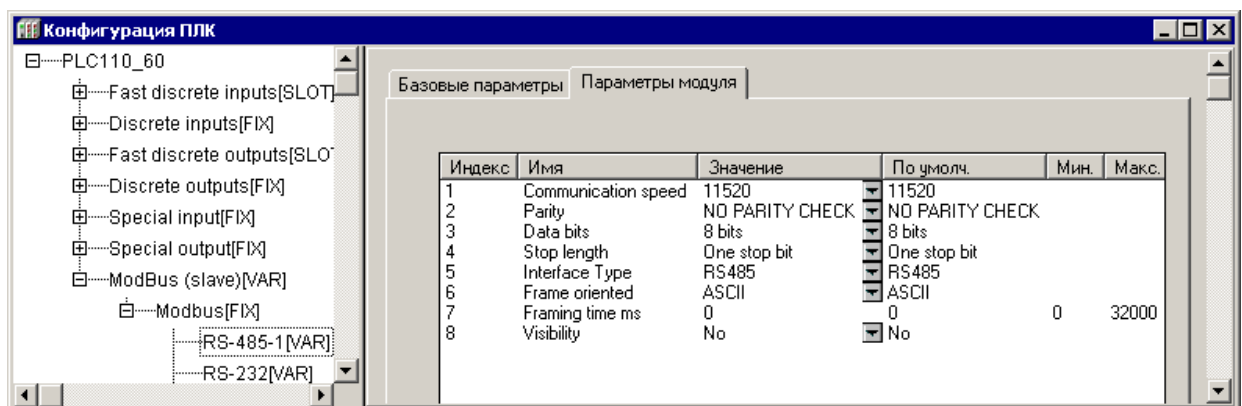 Конфигурация ПЛК
PLC110_60
Fast discrete inputs[SLOT]
Discrete inputs[FIX]
Fast discrete outputs[SLO
Discrete outputs[FIX]
Special input[FIX]
Special output[FIX]
ModBus (slave)[VAR]
Modbus[FIX]
RS-485-1[VAR]
RS-232[VAR]
Базовые параметры Параметры модуля
Индекс Имя Значение По умолч. Мин. Макс.
1 Communication speed 11520 11520
2 Parity NO PARITY CHECK NO PARITY CHECK
3 Data bits 8 bits 8 bits
4 Stop length One stop bit One stop bit
5 Interface Type RS485 RS485
6 Frame oriented ASCII ASCII
7 Framing time ms 0 0 0 32000
8 Visibility No No